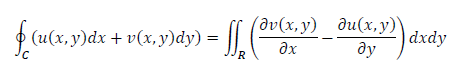 ∮_C (u(x,y)dx + v(x,y)dy) = ∬_R (∂v(x,y)/∂x − ∂u(x,y)/∂y) dxdy